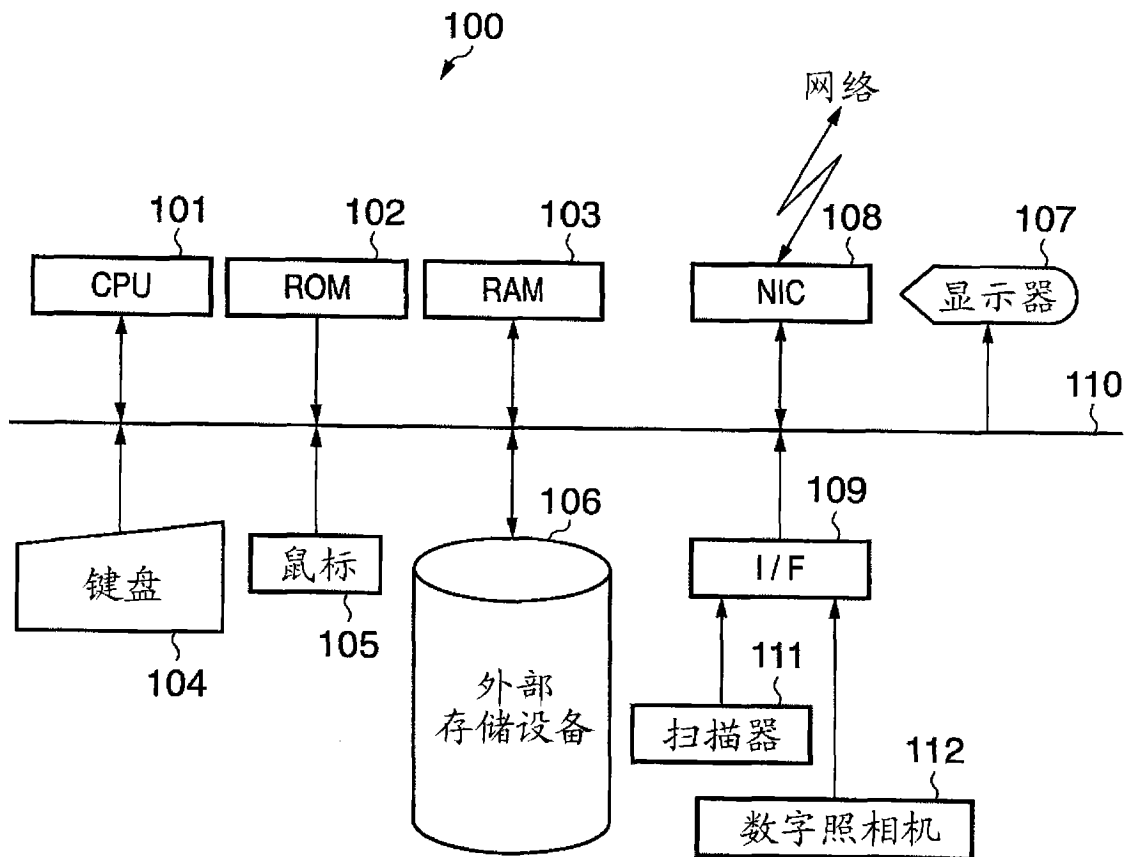 100
网络
101
102
103
108
107
CPU
ROM
RAM
NIC
显示器
110
106
109
键盘
鼠标
I/F
104
105
外部
存储设备
111
扫描器
112
数字照相机